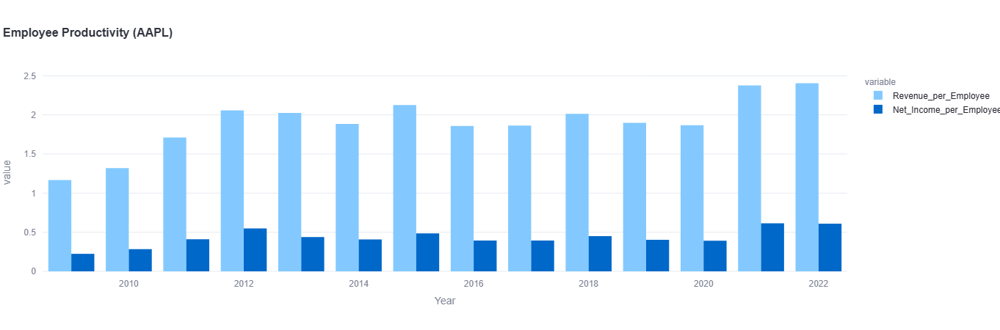 Employee Productivity (AAPL)
2.5
2
1.5
1
0.5
0
value
2010
2012
2014
2016
2018
2020
2022
Year
variable
Revenue_per_Employee
Net_Income_per_Employee